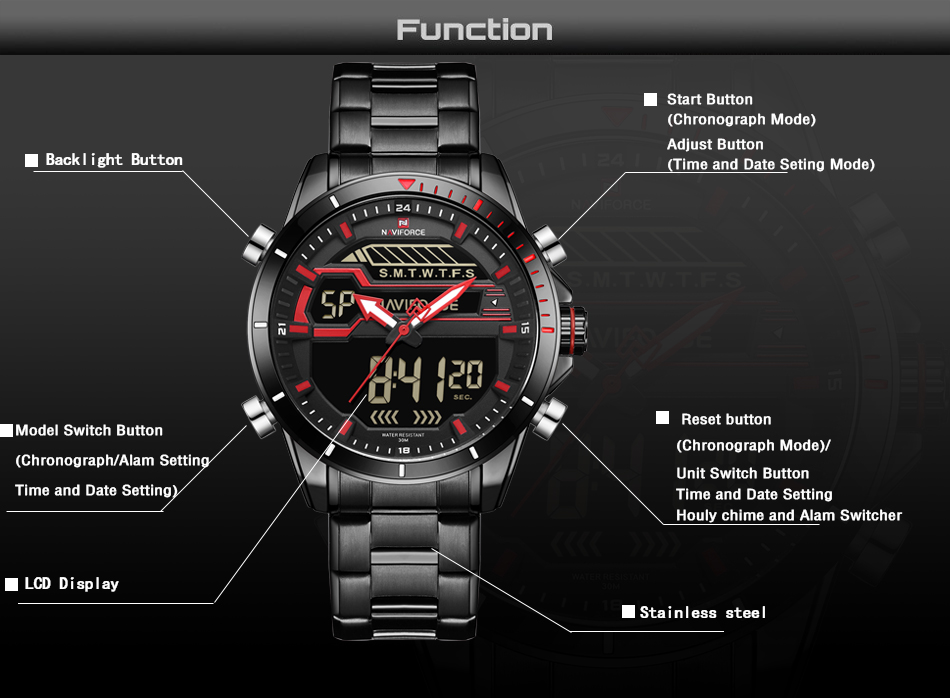 Function
Start Button
(Chronograph Mode)
Adjust Button
(Time and Date Seting Mode)
Backlight Button
24
NAVIFORCE
S.M.T.W.T.F.S
SP
21
15
8:41 20
SEC.
WATER RESISTANT
30M
18
Model Switch Button
(Chronograph/Alam Setting
Time and Date Setting)
Reset button
(Chronograph Mode)/
Unit Switch Button
Time and Date Setting
Houly chime and Alam Switcher
LCD Display
Stainless steel